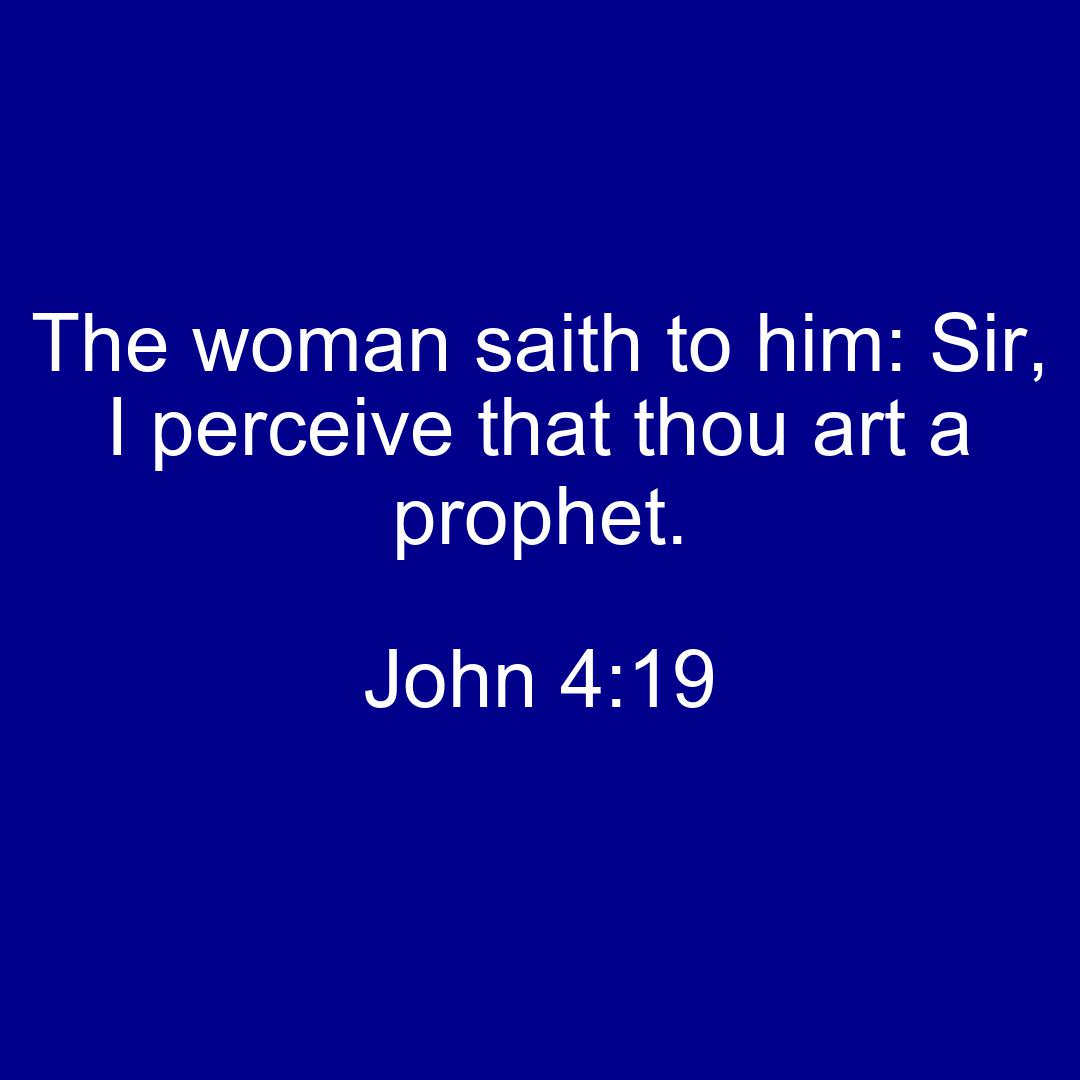 The woman saith to him: Sir,
I perceive that thou art a
prophet.
John 4:19